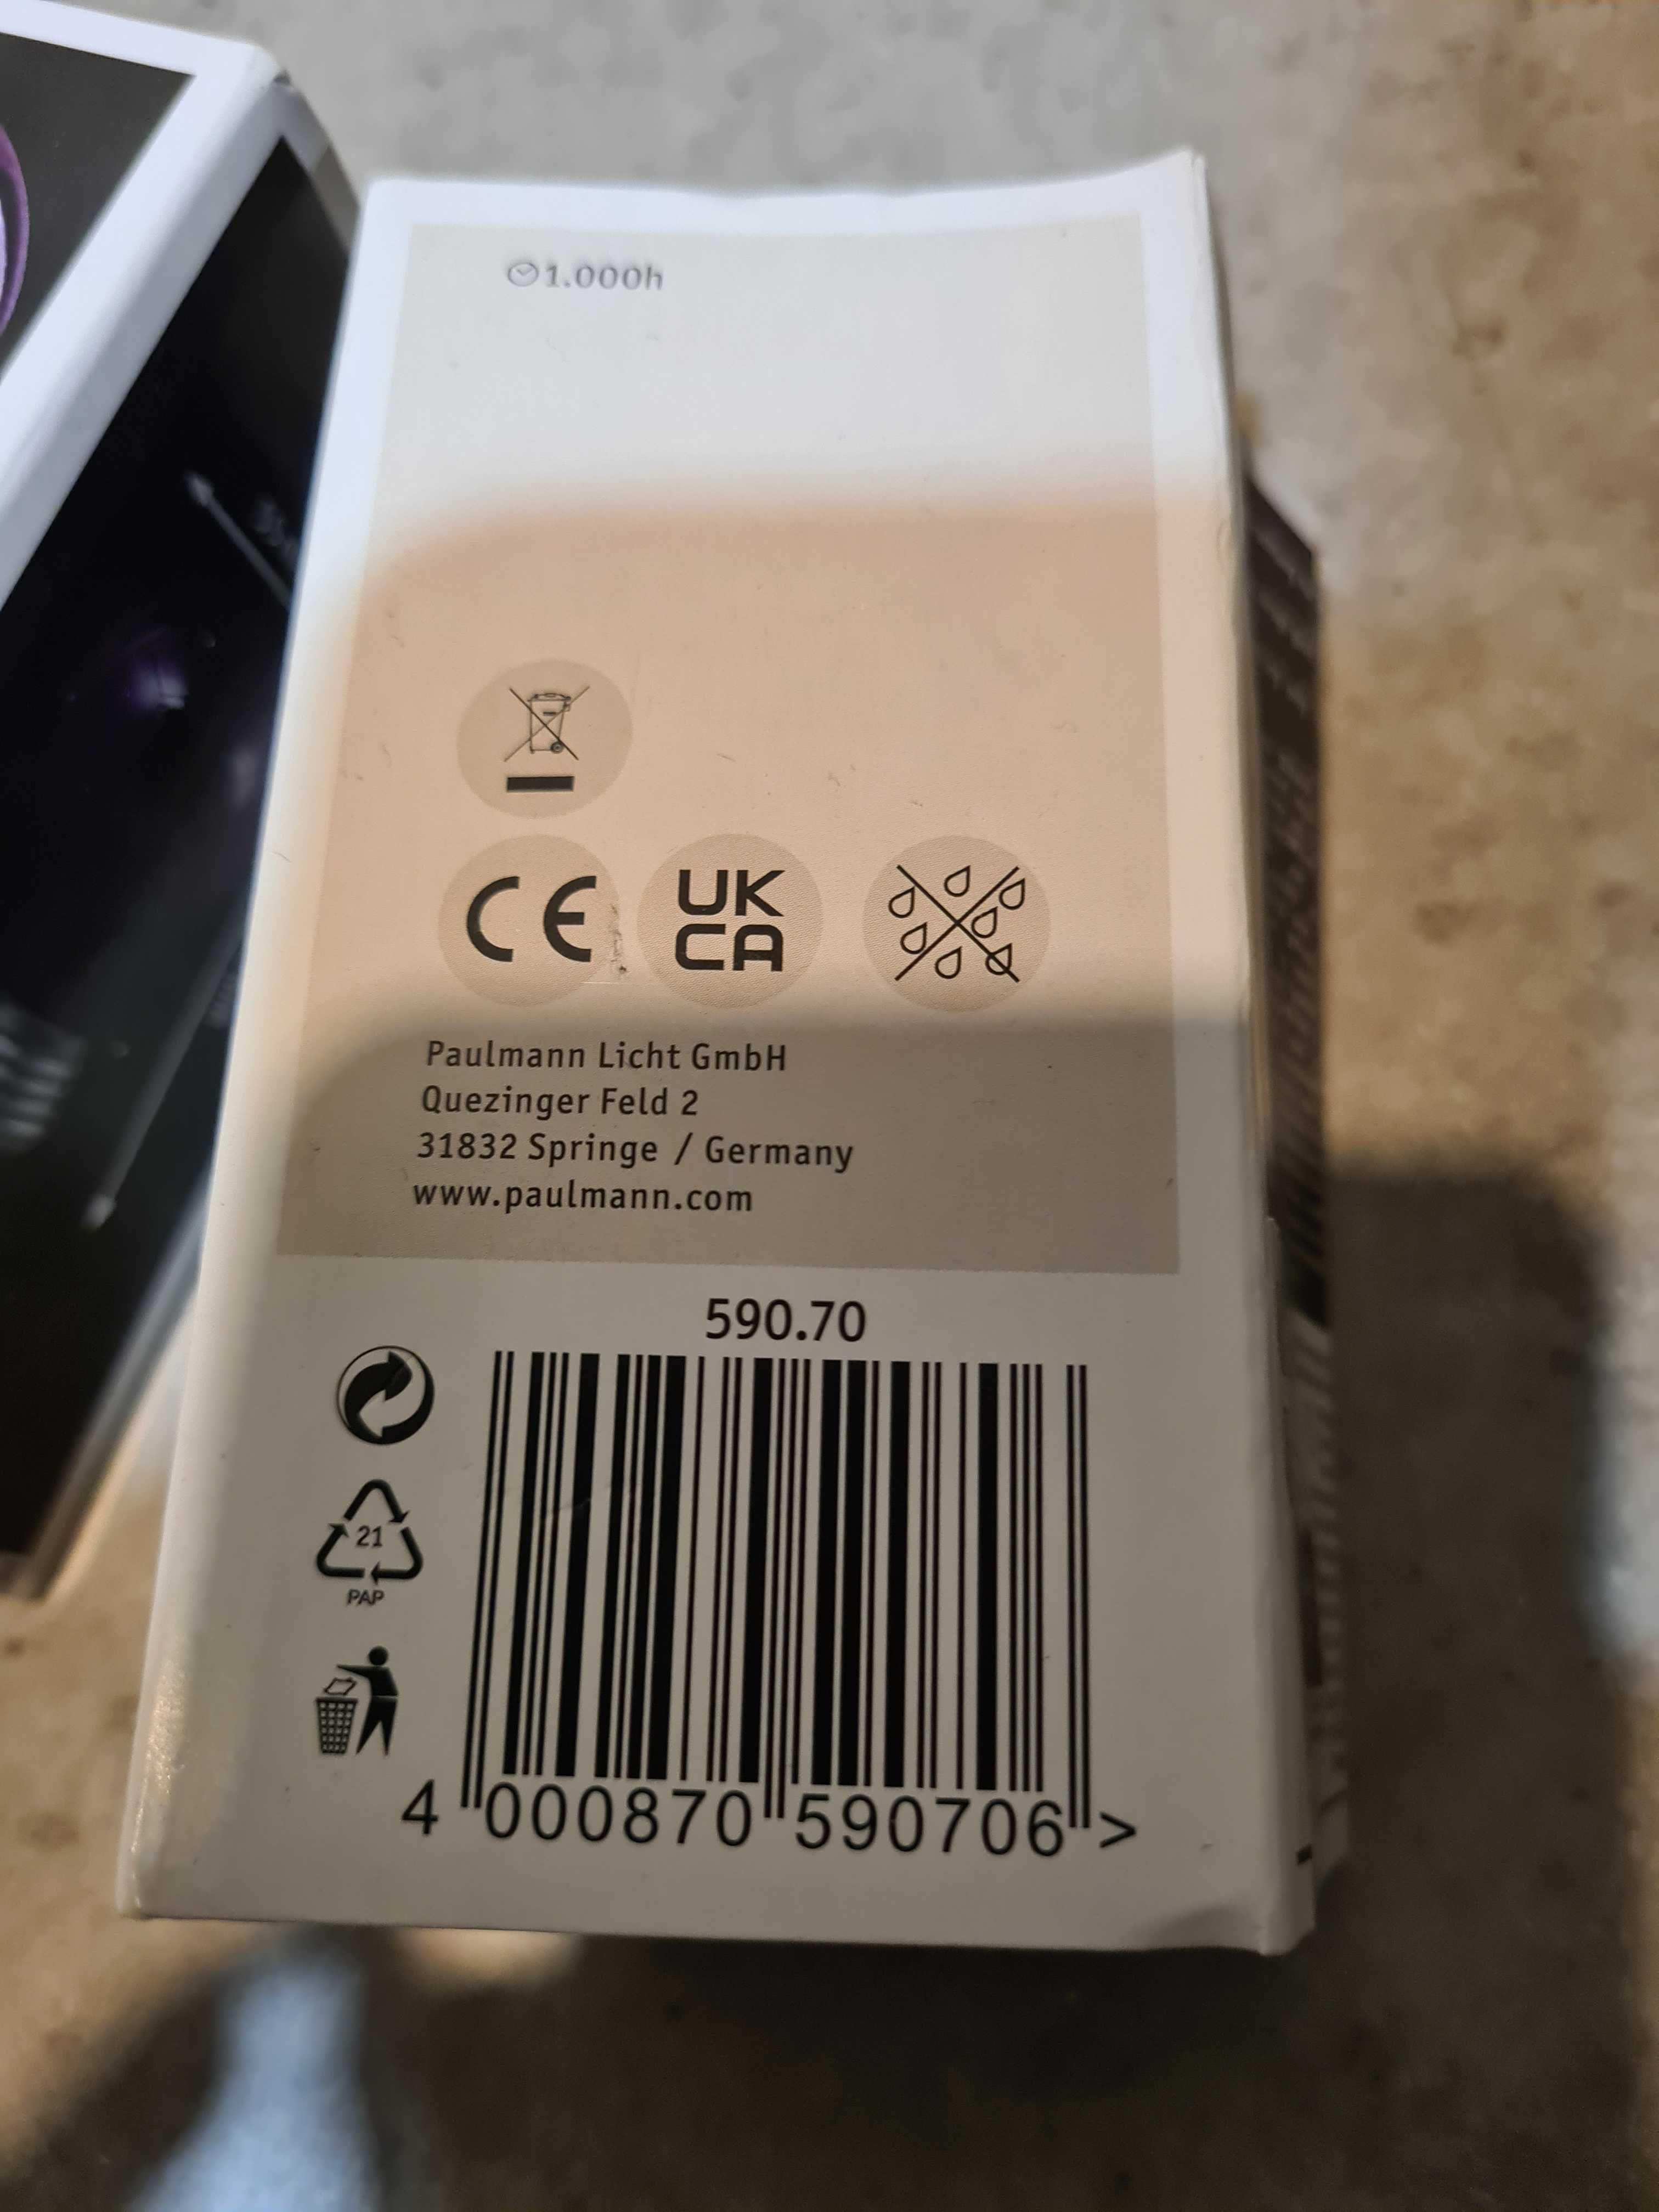 1.000h
CE
UK
CA
Paulmann Licht GmbH
Quezinger Feld 2
31832 Springe / Germany
www.paulmann.com
590.70
21
PAP
4 000870 590706 >